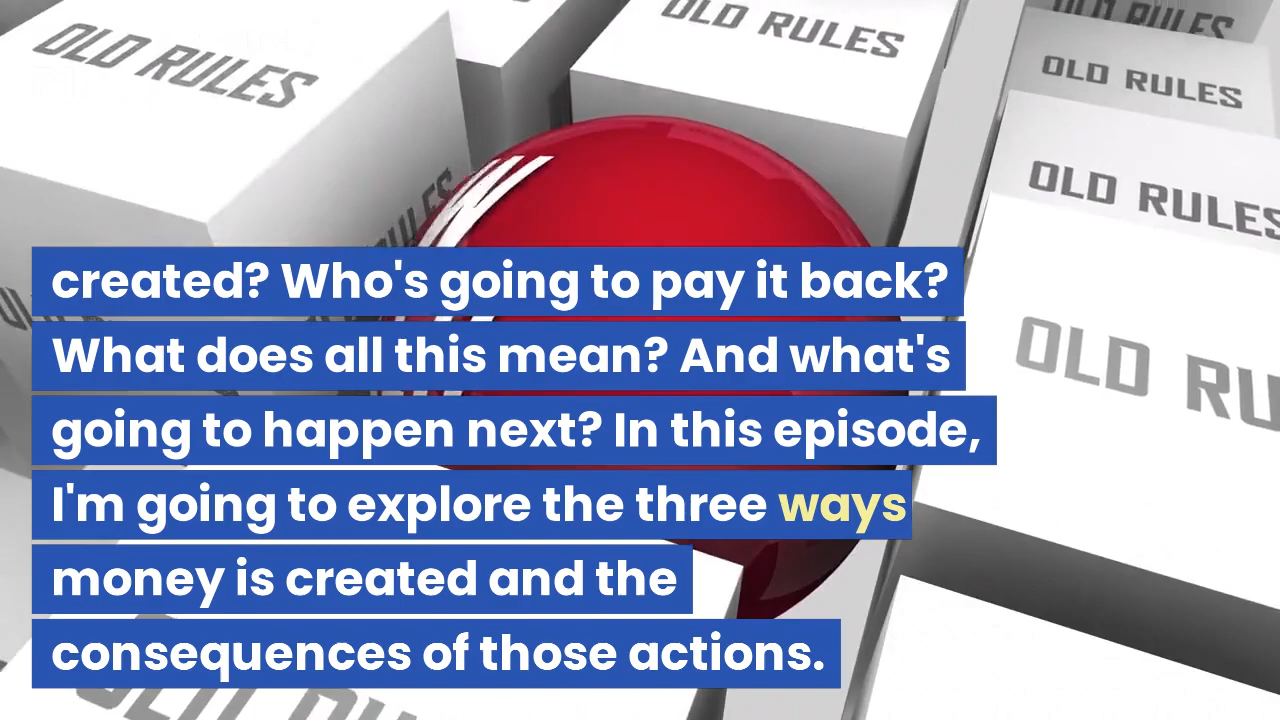 OLD RULES
OLD RULES
OLD RULES
OLD RULES
OLD RULES
OLD RU
created? Who's going to pay it back?
What does all this mean? And what's
going to happen next? In this episode,
I'm going to explore the three ways
money is created and the
consequences of those actions.